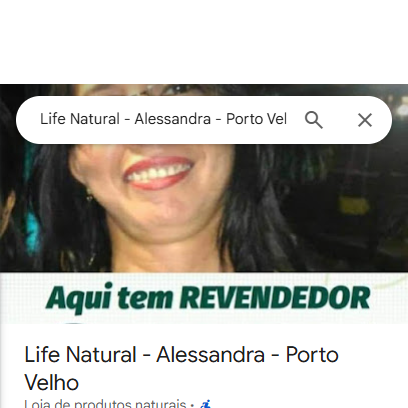 Life Natural - Alessandra - Porto Vel
Aqui tem REVENDEDOR
Life Natural - Alessandra - Porto
Velho
Loja de produtos naturais ·